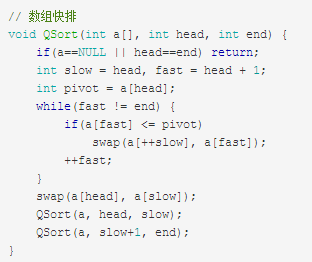 // 数组快排
void QSort(int a[], int head, int end) {
    if(a==NULL || head==end) return;
    int slow = head, fast = head + 1;
    int pivot = a[head];
    while(fast != end) {
        if(a[fast] <= pivot)
            swap(a[++slow], a[fast]);
        ++fast;
    }
    swap(a[head], a[slow]);
    QSort(a, head, slow);
    QSort(a, slow+1, end);
}